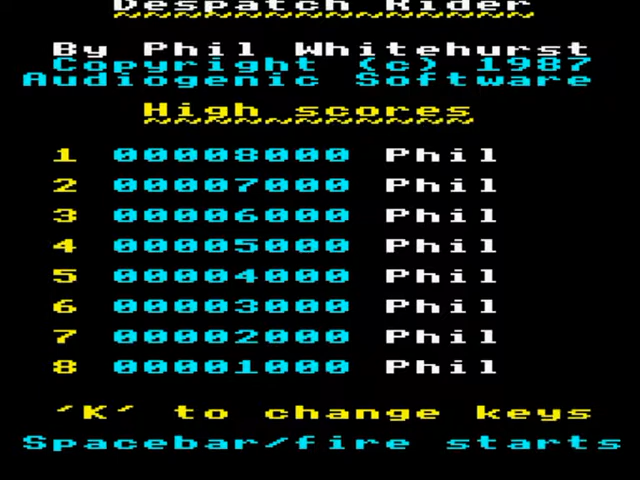 Despatch Rider
By Phil Whitehurst
Copyright (c) 1987
Audiogenic Software
High scores
1 00008000 Phil
2 00007000 Phil
3 00006000 Phil
4 00005000 Phil
5 00004000 Phil
6 00003000 Phil
7 00002000 Phil
8 00001000 Phil
'K' to change keys
Spacebar/fire starts